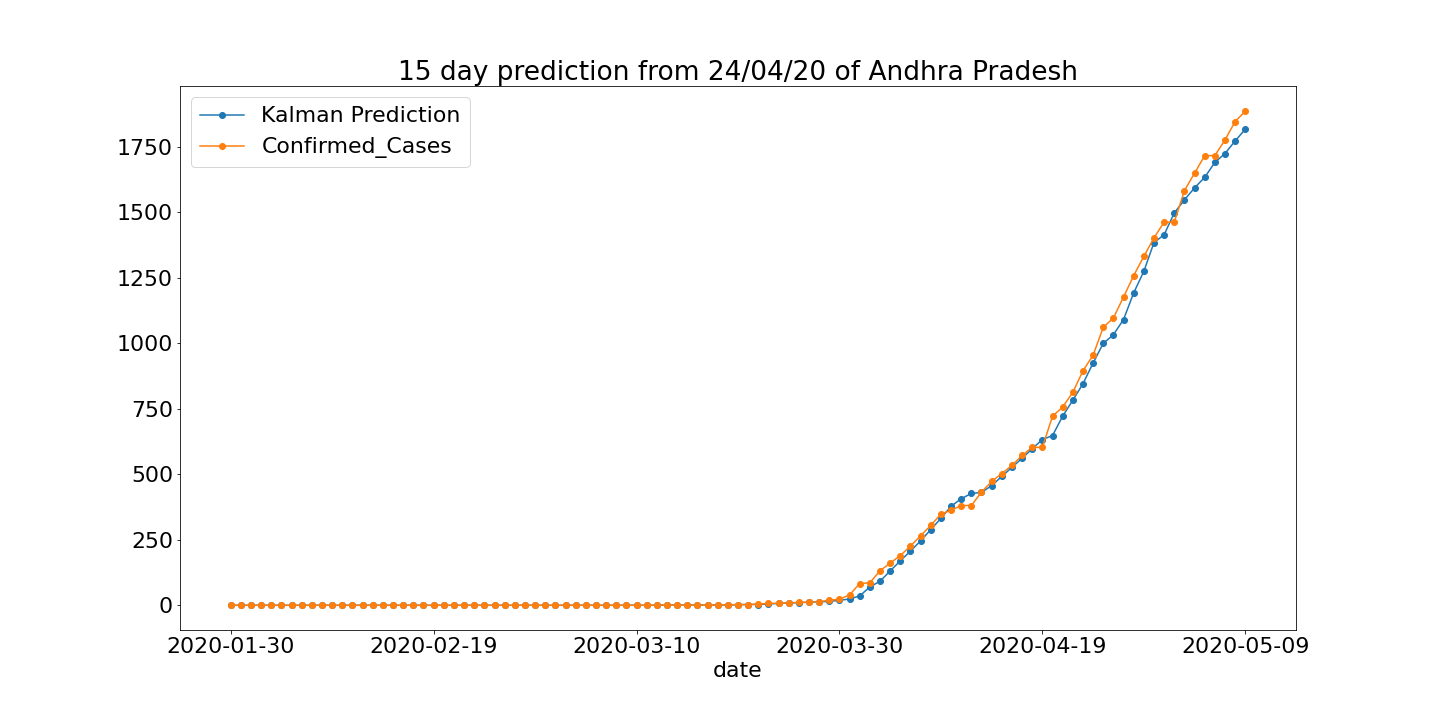 15 day prediction from 24/04/20 of Andhra Pradesh
Kalman Prediction
Confirmed_Cases
1750
1500
1250
1000
750
500
250
0
2020-01-30 2020-02-19 2020-03-10 2020-03-30 2020-04-19 2020-05-09
date